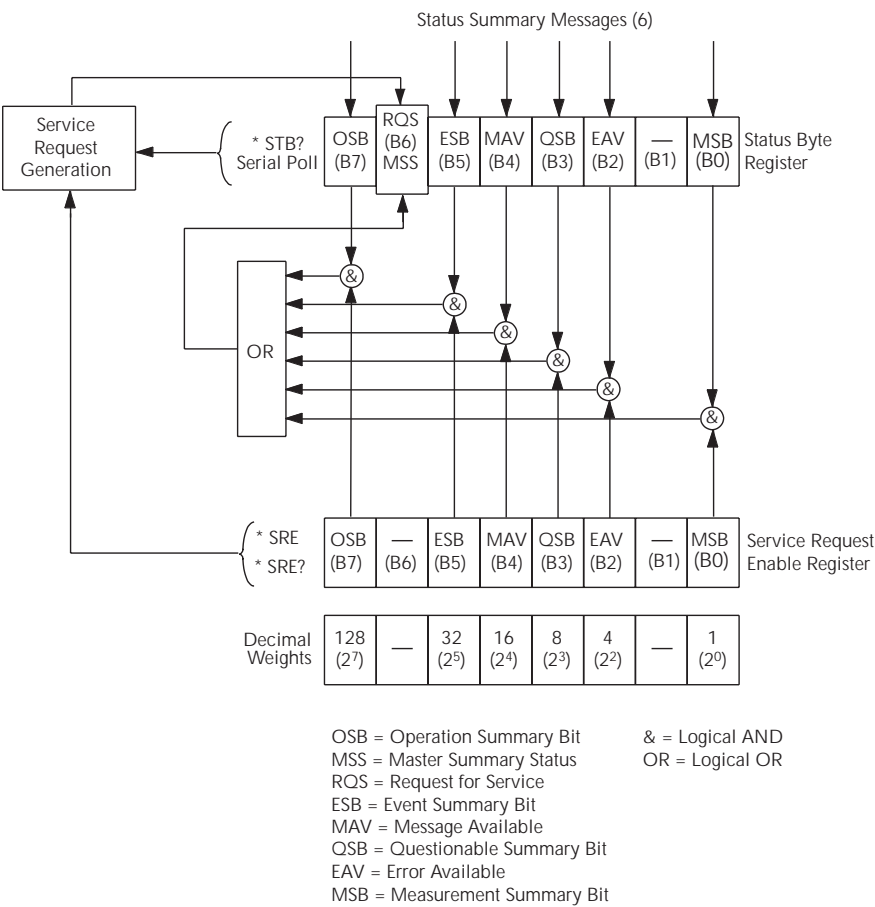 Status Summary Messages (6)
Service
Request
Generation
* STB?
Serial Poll
OSB
(B7)
RQS
(B6)
MSS
ESB
(B5)
MAV
(B4)
QSB
(B3)
EAV
(B2)
—
(B1)
MSB
(B0)
Status Byte
Register
&
&
&
&
&
&
OR
* SRE
* SRE?
OSB
(B7)
—
(B6)
ESB
(B5)
MAV
(B4)
QSB
(B3)
EAV
(B2)
—
(B1)
MSB
(B0)
Service Request
Enable Register
Decimal
Weights
128
(2⁷)
—
32
(2⁵)
16
(2⁴)
8
(2³)
4
(2²)
—
1
(2⁰)
OSB = Operation Summary Bit
MSS = Master Summary Status
RQS = Request for Service
ESB = Event Summary Bit
MAV = Message Available
QSB = Questionable Summary Bit
EAV = Error Available
MSB = Measurement Summary Bit
& = Logical AND
OR = Logical OR